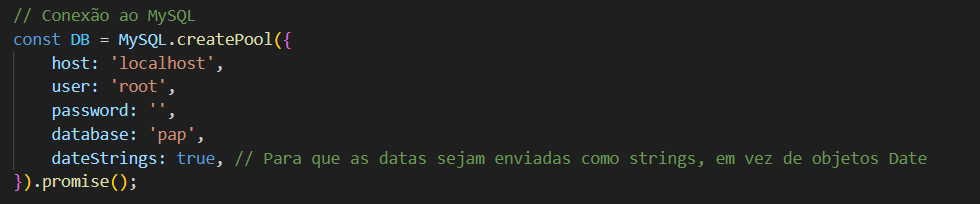 // Conexão ao MySQL
const DB = MySQL.createPool({
    host: 'localhost',
    user: 'root',
    password: '',
    database: 'pap',
    dateStrings: true, // Para que as datas sejam enviadas como strings, em vez de objetos Date
}).promise();